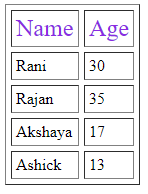 Name Age
Rani 30
Rajan 35
Akshaya 17
Ashick 13